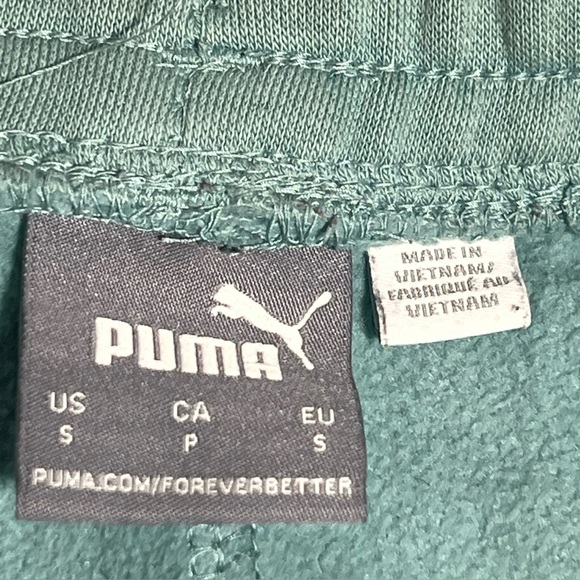 PUMA
US CA EU
S P S
PUMA.COM/FOREVERBETTER
MADE IN
VIETNAM/
FABRIQUÉ AU
VIETNAM